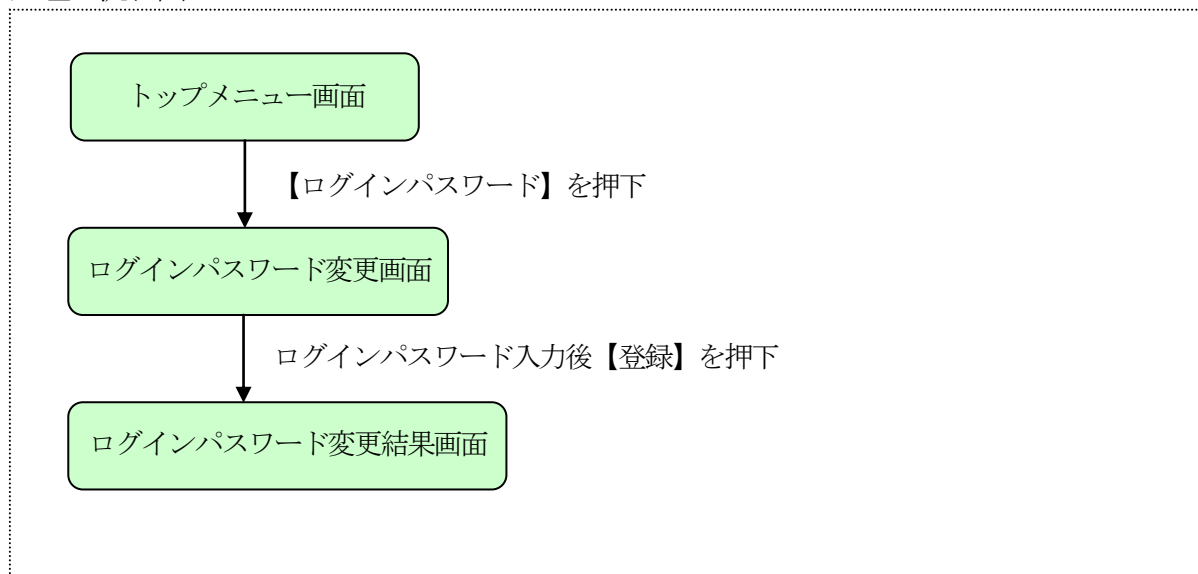 トップメニュー画面
【ログインパスワード】を押下
ログインパスワード変更画面
ログインパスワード入力後【登録】を押下
ログインパスワード変更結果画面